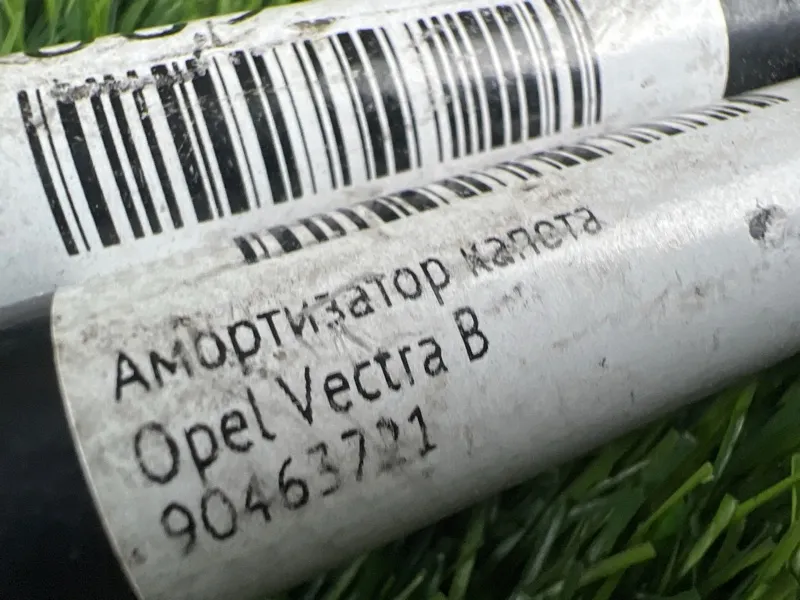 Амортизатор капота
Opel Vectra B
90463721